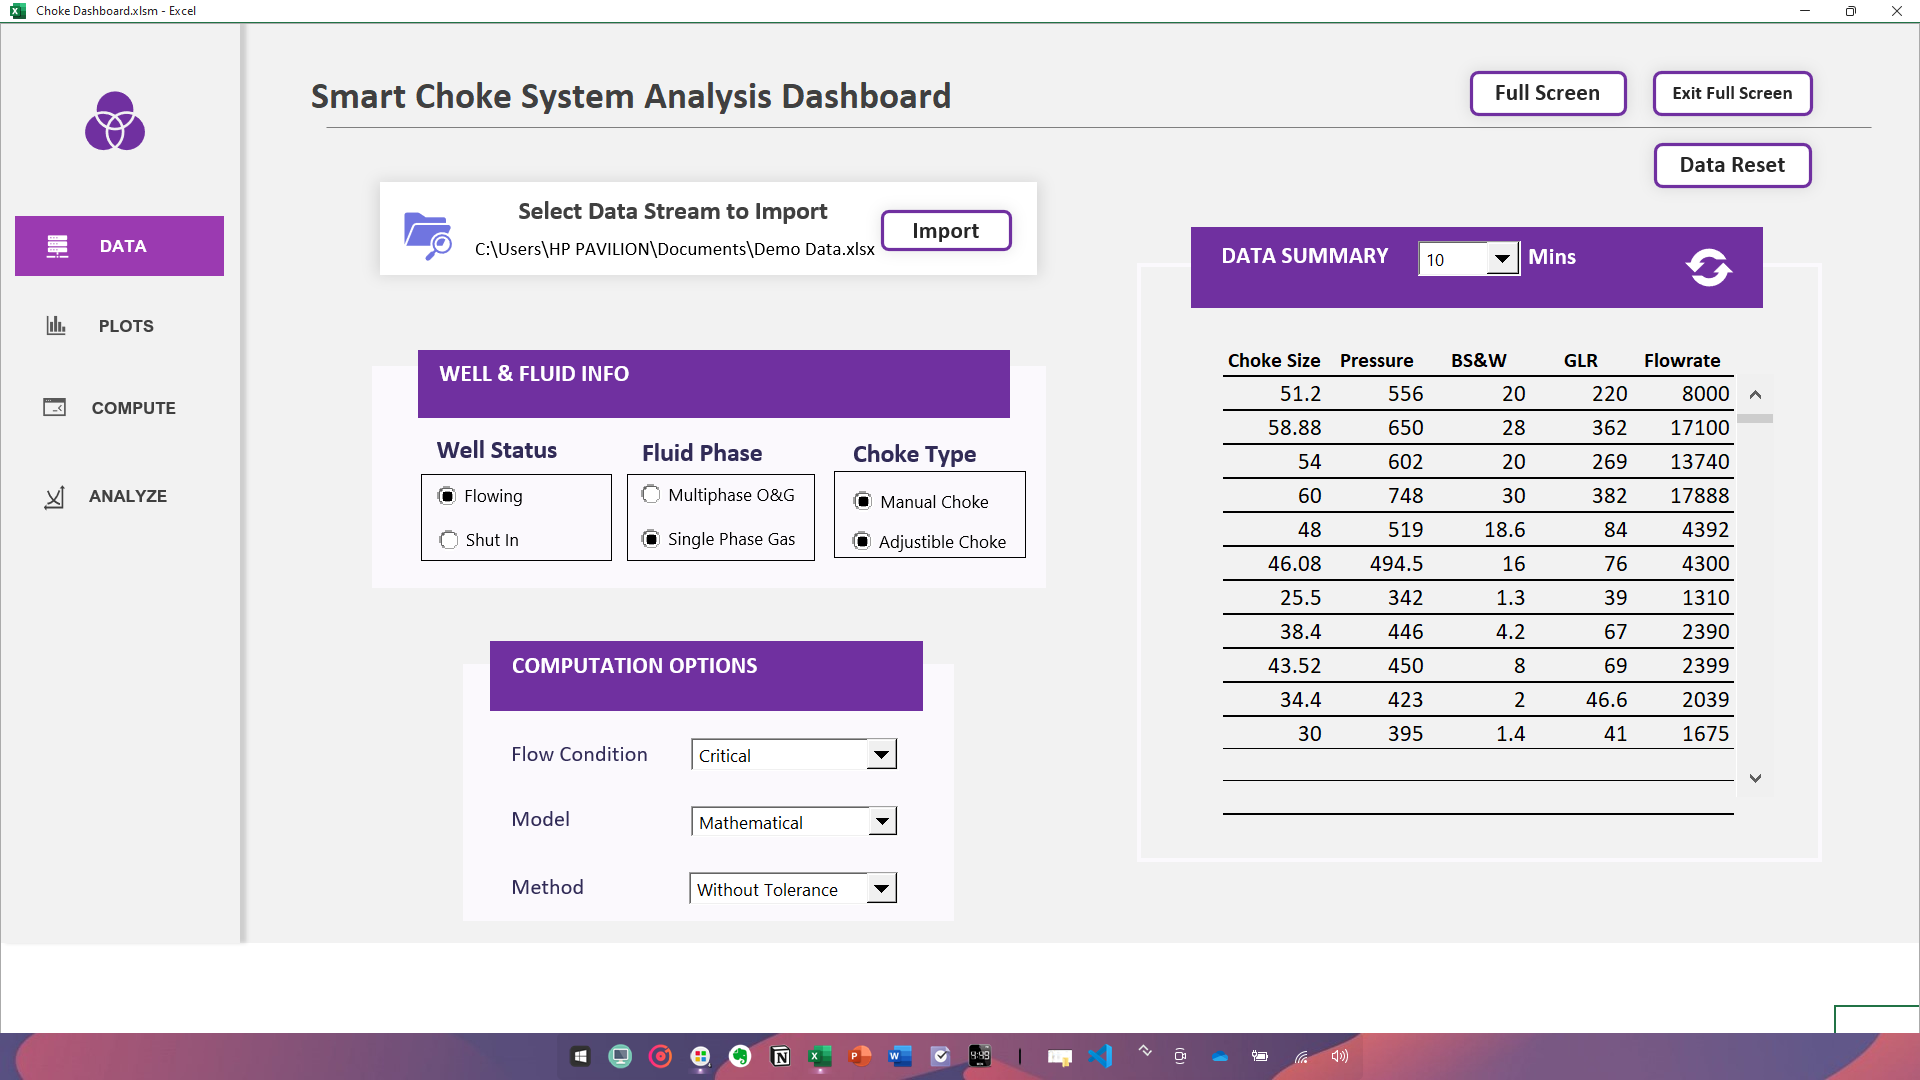 Choke Dashboard.xlsm - Excel
Smart Choke System Analysis Dashboard
Full Screen
Exit Full Screen
Data Reset
DATA
PLOTS
COMPUTE
ANALYZE
Select Data Stream to Import
C:\Users\HP PAVILION\Documents\Demo Data.xlsx
Import
WELL & FLUID INFO
Well Status
Flowing
Shut In
Fluid Phase
Multiphase O&G
Single Phase Gas
Choke Type
Manual Choke
Adjustible Choke
COMPUTATION OPTIONS
Flow Condition Critical
Model Mathematical
Method Without Tolerance
DATA SUMMARY 10 Mins
Choke Size Pressure BS&W GLR Flowrate
51.2 556 20 220 8000
58.88 650 28 362 17100
54 602 20 269 13740
60 748 30 382 17888
48 519 18.6 84 4392
46.08 494.5 16 76 4300
25.5 342 1.3 39 1310
38.4 446 4.2 67 2390
43.52 450 8 69 2399
34.4 423 2 46.6 2039
30 395 1.4 41 1675
4:49